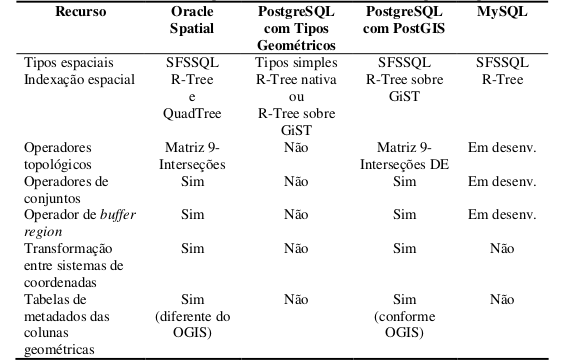 Recurso Oracle PostgreSQL PostgreSQL MySQL
Spatial com Tipos com PostGIS
Geométricos
Tipos espaciais SFSSQL Tipos simples SFSSQL SFSSQL
Indexação espacial R-Tree R-Tree nativa R-Tree sobre R-Tree
e ou GiST
QuadTree R-Tree sobre
GiST
Operadores Matriz 9- Não Matriz 9- Em desenv.
topológicos Interseções Interseções DE
Operadores de Sim Não Sim Em desenv.
conjuntos
Operador de buffer Sim Não Sim Em desenv.
region
Transformação Sim Não Sim Não
entre sistemas de
coordenadas
Tabelas de Sim Não Sim Não
metadados das (diferente do (conforme
colunas OGIS) OGIS)
geométricas